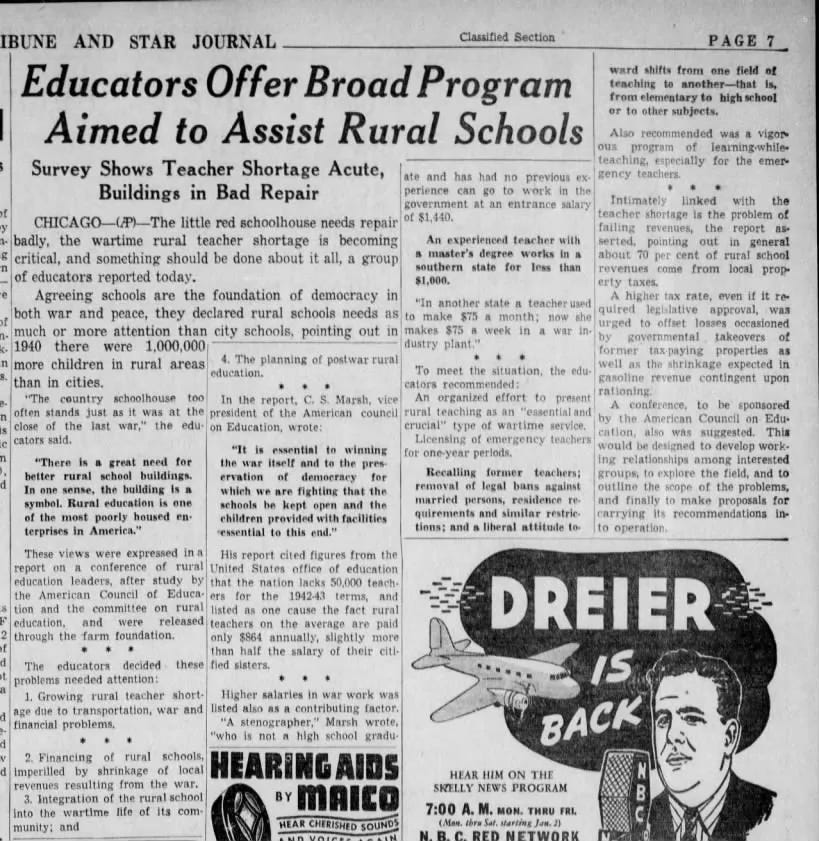 IBUNE AND STAR JOURNAL
Classified Section
PAGE 7
Educators Offer Broad Program
Aimed to Assist Rural Schools
Survey Shows Teacher Shortage Acute,
Buildings in Bad Repair
CHICAGO—(AP)—The little red schoolhouse needs repair
badly, the wartime rural teacher shortage is becoming
critical, and something should be done about it all, a group
of educators reported today.
Agreeing schools are the foundation of democracy in
both war and peace, they declared rural schools needs as
much or more attention than city schools, pointing out in
1940 there were 1,000,000
more children in rural areas
than in cities.
"The country schoolhouse too
often stands just as it was at the
close of the last war," the edu-
cators said.
"There is a great need for
better rural school buildings.
In one sense, the building is a
symbol. Rural education is one
of the most poorly housed en-
terprises in America."
These views were expressed in a
report on a conference of rural
education leaders, after study by
the American Council of Educa-
tion and the committee on rural
education, and were released
through the farm foundation.
* * *
The educators decided these
problems needed attention:
1. Growing rural teacher short-
age due to transportation, war and
financial problems.
* * *
2. Financing of rural schools,
imperilled by shrinkage of local
revenues resulting from the war.
3. Integration of the rural school
into the wartime life of its com-
munity; and
4. The planning of postwar rural
education.
* * *
In the report, C. S. Marsh, vice
president of the American council
on Education, wrote:
"It is essential to winning
the war itself and to the pres-
ervation of democracy for
which we are fighting that the
schools be kept open and the
children provided with facilities
essential to this end."
His report cited figures from the
United States office of education
that the nation lacks 50,000 teach-
ers for the 1942-43 terms, and
listed as one cause the fact rural
teachers on the average are paid
only $864 annually, slightly more
than half the salary of their citi-
fied sisters.
* * *
Higher salaries in war work was
listed also as a contributing factor.
"A stenographer," Marsh wrote,
"who is not a high school gradu-
ate and has had no previous ex-
perience can go to work in the
government at an entrance salary
of $1,440.
An experienced teacher with
a master's degree works in a
southern state for less than
$1,000.
"In another state a teacher used
to make $75 a month; now she
makes $75 a week in a war in-
dustry plant."
* * *
To meet the situation, the edu-
cators recommended:
An organized effort to present
rural teaching as an "essential and
crucial" type of wartime service.
Licensing of emergency teachers
for one-year periods.
Recalling former teachers;
removal of legal bans against
married persons, residence re-
quirements and similar restric-
tions; and a liberal attitude to-
ward shifts from one field of
teaching to another—that is,
from elementary to high school
or to other subjects.
Also recommended was a vigor-
ous program of learning-while-
teaching, especially for the emer-
gency teachers.
* * *
Intimately linked with the
teacher shortage is the problem of
failing revenues, the report as-
serted, pointing out in general
about 70 per cent of rural school
revenues come from local prop-
erty taxes.
A higher tax rate, even if it re-
quired legislative approval, was
urged to offset losses occasioned
by governmental takeovers of
former tax-paying properties as
well as the shrinkage expected in
gasoline revenue contingent upon
rationing.
A conference, to be sponsored
by the American Council on Edu-
cation, also was suggested. This
would be designed to develop work-
ing relationships among interested
groups, to explore the field, and to
outline the scope of the problems,
and finally to make proposals for
carrying its recommendations in-
to operation.
HEARING AIDS
BY MAICO
HEAR CHERISHED SOUNDS
AND VOICES AGAIN
DREIER
IS
BACK
NBC
HEAR HIM ON THE
SKELLY NEWS PROGRAM
7:00 A. M. MON. THRU FRI.
(Mon. thru Sat. starting Jan. 2)
N. B. C. RED NETWORK